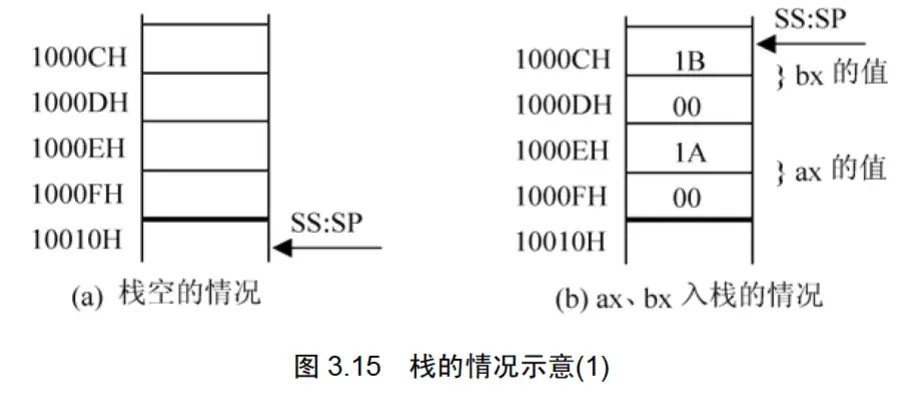 1000CH
1000DH
1000EH
1000FH
10010H
SS:SP
(a) 栈空的情况
SS:SP
1000CH 1B } bx 的值
1000DH 00
1000EH 1A } ax 的值
1000FH 00
10010H
(b) ax、bx 入栈的情况
图 3.15 栈的情况示意(1)